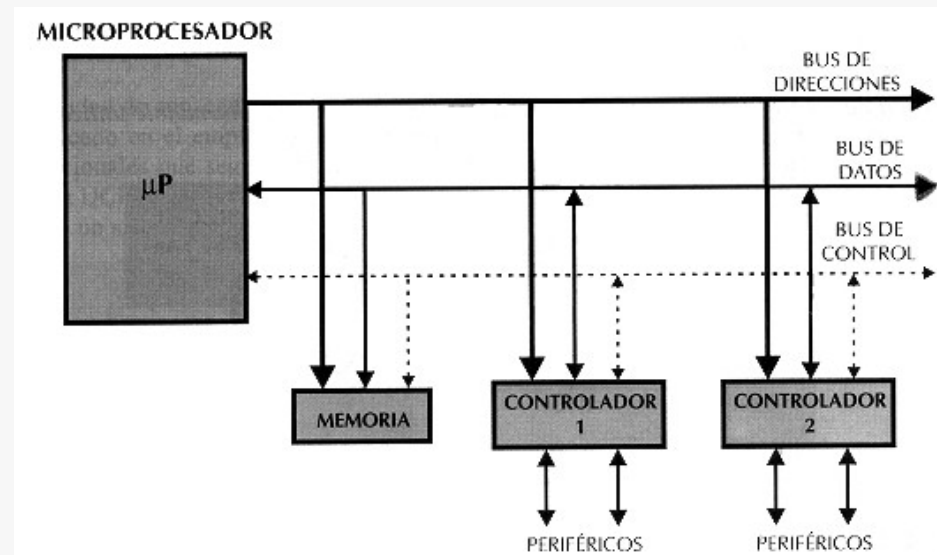 MICROPROCESADOR
μP
BUS DE
DIRECCIONES
BUS DE
DATOS
BUS DE
CONTROL
MEMORIA
CONTROLADOR
1
CONTROLADOR
2
PERIFÉRICOS
PERIFÉRICOS